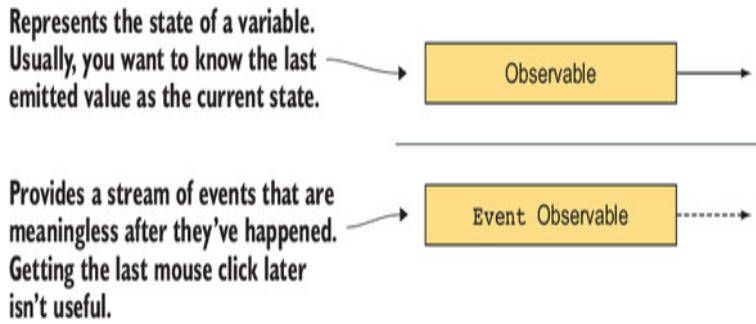 Represents the state of a variable.
Usually, you want to know the last
emitted value as the current state.
Observable
Provides a stream of events that are
meaningless after they've happened.
Getting the last mouse click later
isn't useful.
Event Observable